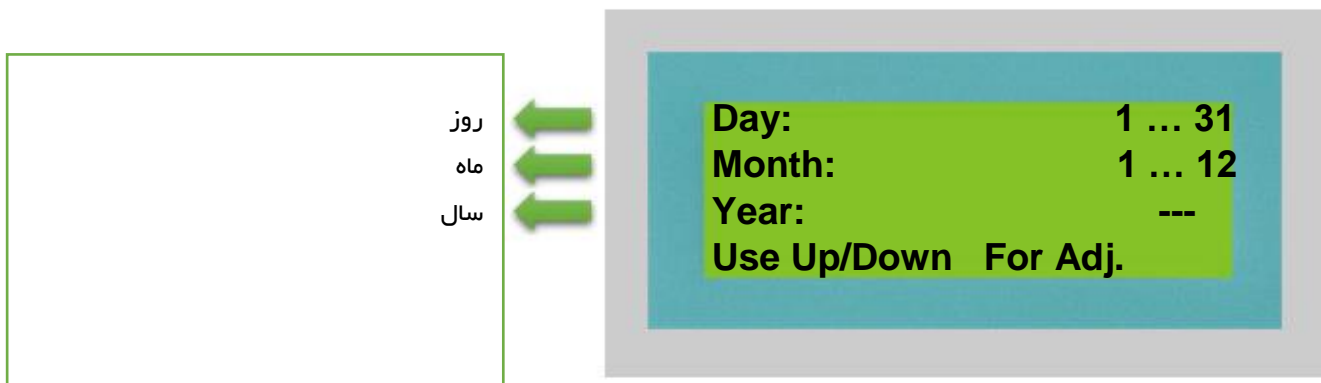 روز
ماه
سال
Day: 1 … 31
Month: 1 … 12
Year: ---
Use Up/Down For Adj.